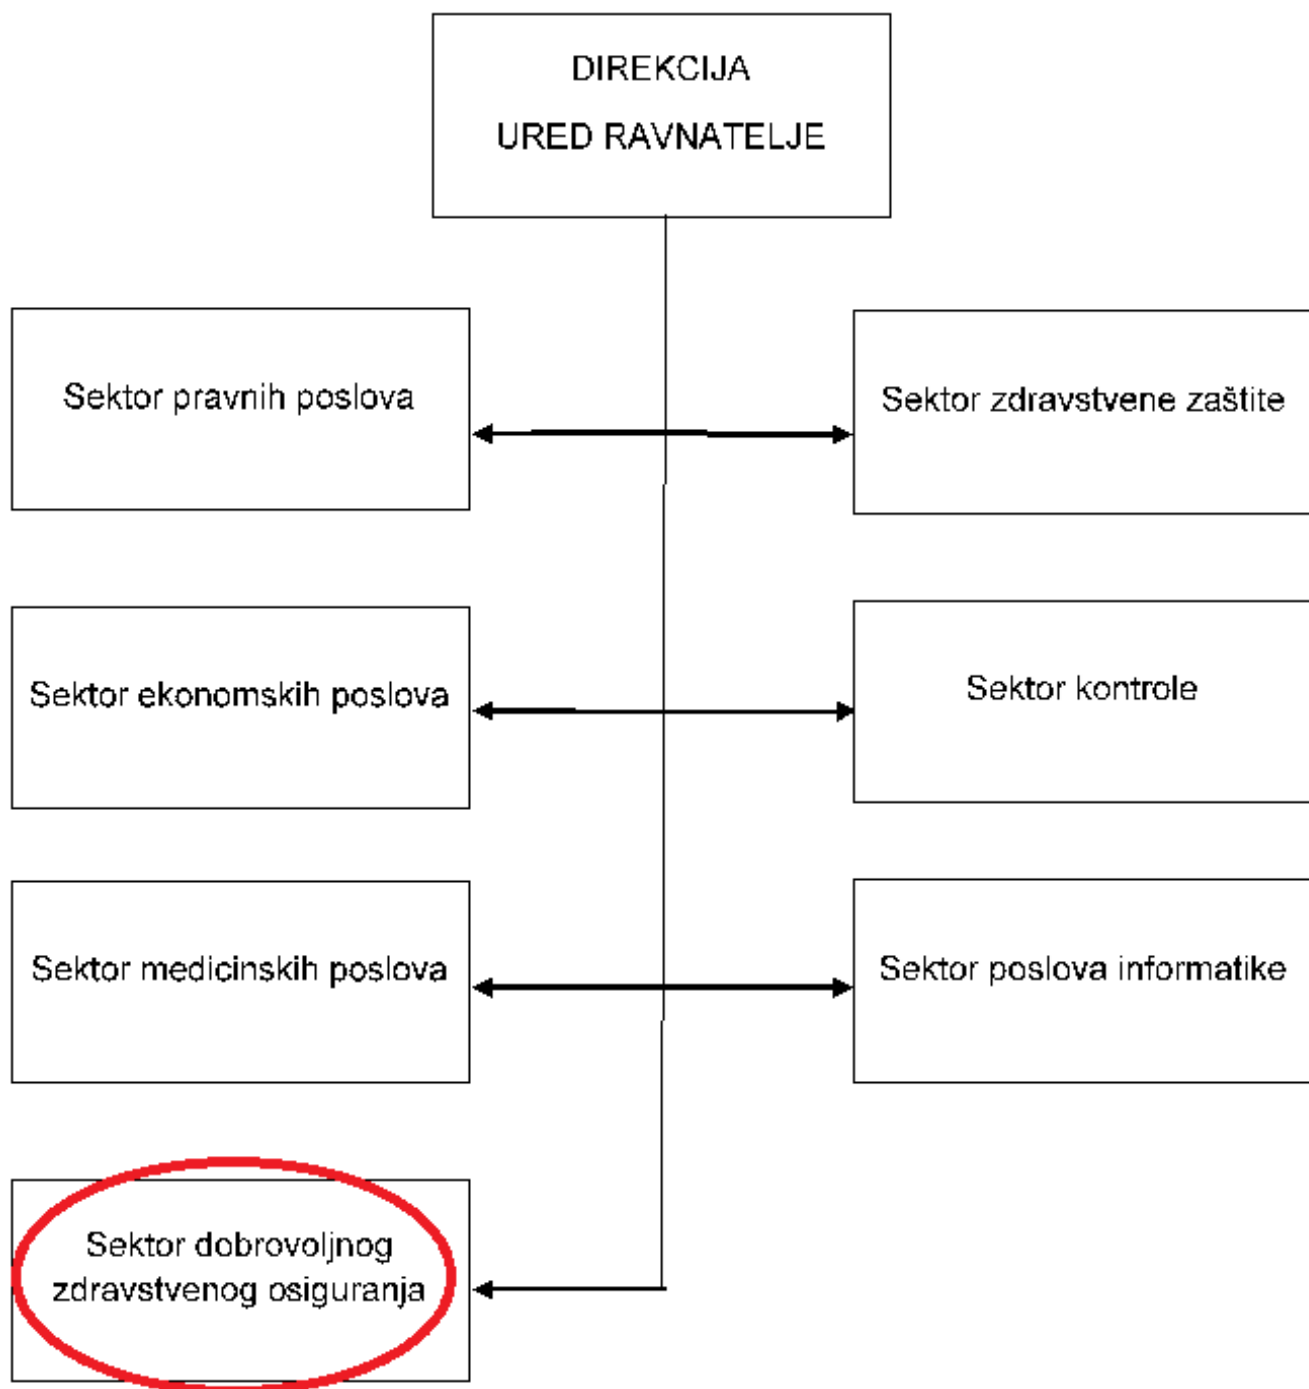 DIREKCIJA
URED RAVNATELJE
Sektor pravnih poslova
Sektor zdravstvene zaštite
Sektor ekonomskih poslova
Sektor kontrole
Sektor medicinskih poslova
Sektor poslova informatike
Sektor dobrovoljnog
zdravstvenog osiguranja